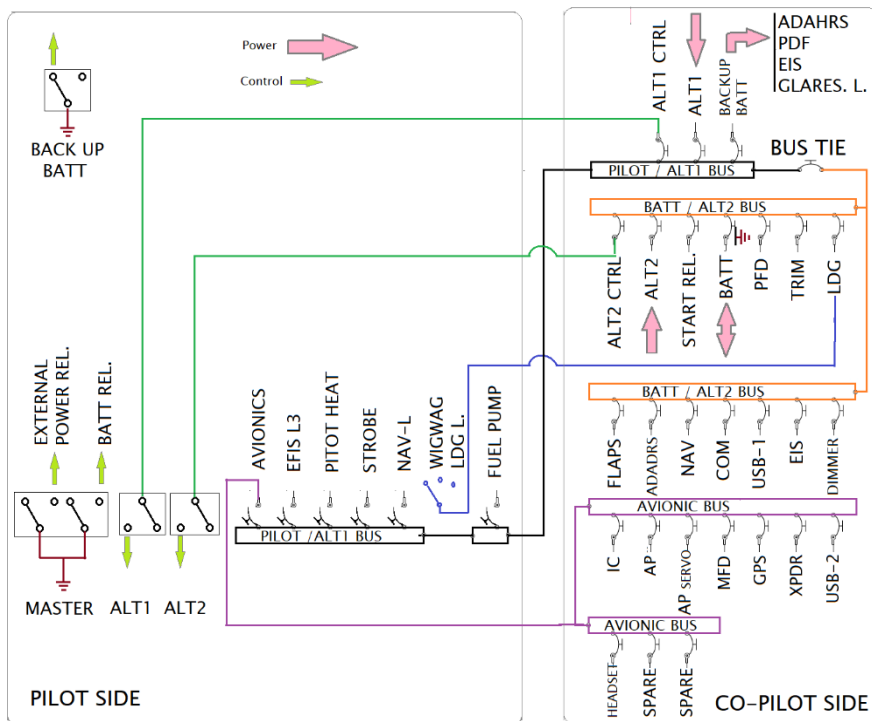 Power
Control
BACK UP
BATT
ALT1 CTRL
ALT1
BACKUP
BATT
ADAHRS
PDF
EIS
GLARES. L.
BUS TIE
PILOT / ALT1 BUS
BATT / ALT2 BUS
ALT2 CTRL
ALT2
START REL.
BATT
PFD
TRIM
LDG
EXTERNAL
POWER REL.
BATT REL.
AVIONICS
EFIS L3
PITOT HEAT
STROBE
NAV-L
WIGWAG
LDG L.
FUEL PUMP
BATT / ALT2 BUS
FLAPS
ADADRS
NAV
COM
USB-1
EIS
DIMMER
PILOT /ALT1 BUS
AVIONIC BUS
IC
AP
AP SERVO
MFD
GPS
XPDR
USB-2
MASTER
ALT1
ALT2
AVIONIC BUS
HEADSET
SPARE
SPARE
PILOT SIDE
CO-PILOT SIDE